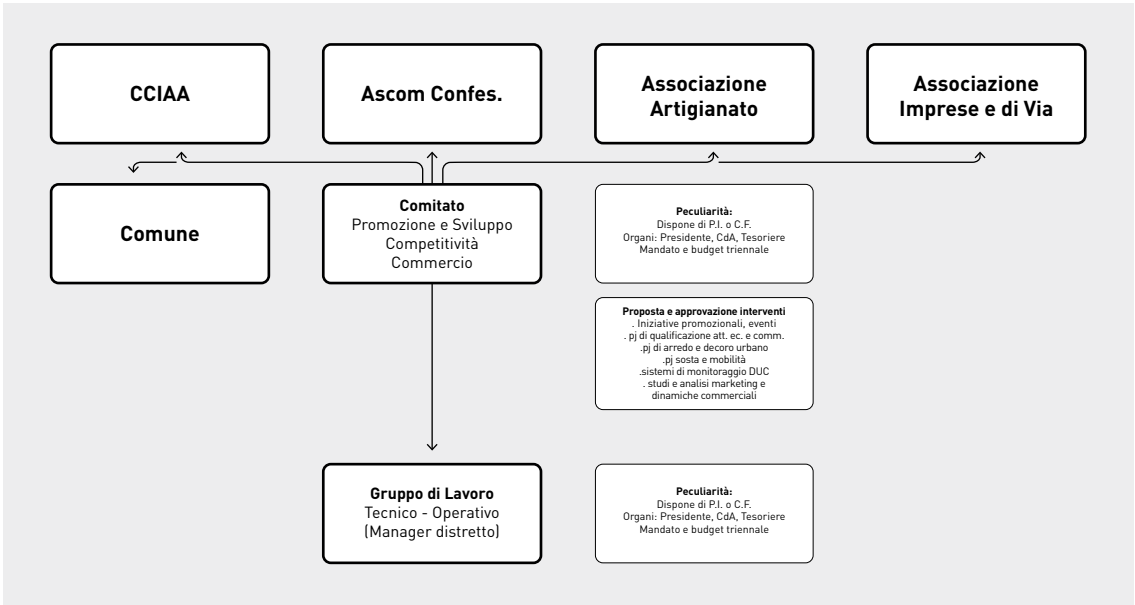 CCIAA
Ascom Confes.
Associazione
Artigianato
Associazione
Imprese e di Via
Comune
Comitato
Promozione e Sviluppo
Competitività
Commercio
Peculiarità:
Dispone di P.I. o C.F.
Organi: Presidente, CdA, Tesoriere
Mandato e budget triennale
Proposta e approvazione interventi
. Iniziative promozionali, eventi
. pj di qualificazione att. ec. e comm.
.pj di arredo e decoro urbano
.pj sosta e mobilità
.sistemi di monitoraggio DUC
. studi e analisi marketing e
dinamiche commerciali
Gruppo di Lavoro
Tecnico - Operativo
(Manager distretto)
Peculiarità:
Dispone di P.I. o C.F.
Organi: Presidente, CdA, Tesoriere
Mandato e budget triennale